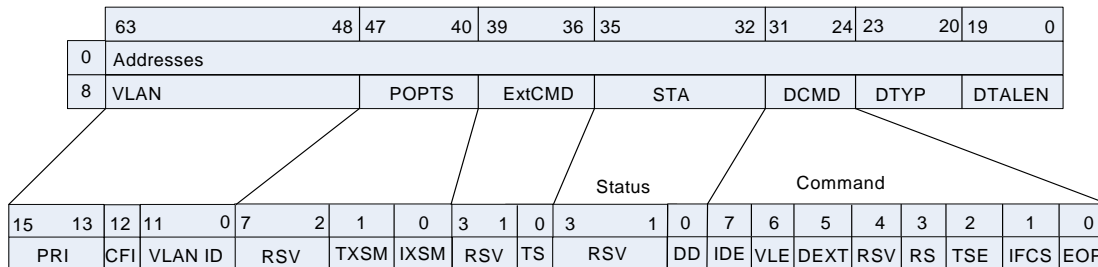 63 48 47 40 39 36 35 32 31 24 23 20 19 0
0 Addresses
8 VLAN POPTS ExtCMD STA DCMD DTYP DTALEN
Status Command
15 13 12 11 0 7 2 1 0 3 1 0 3 1 0 7 6 5 4 3 2 1 0
PRI CFI VLAN ID RSV TXSM IXSM RSV TS RSV DD IDE VLE DEXT RSV RS TSE IFCS EOP